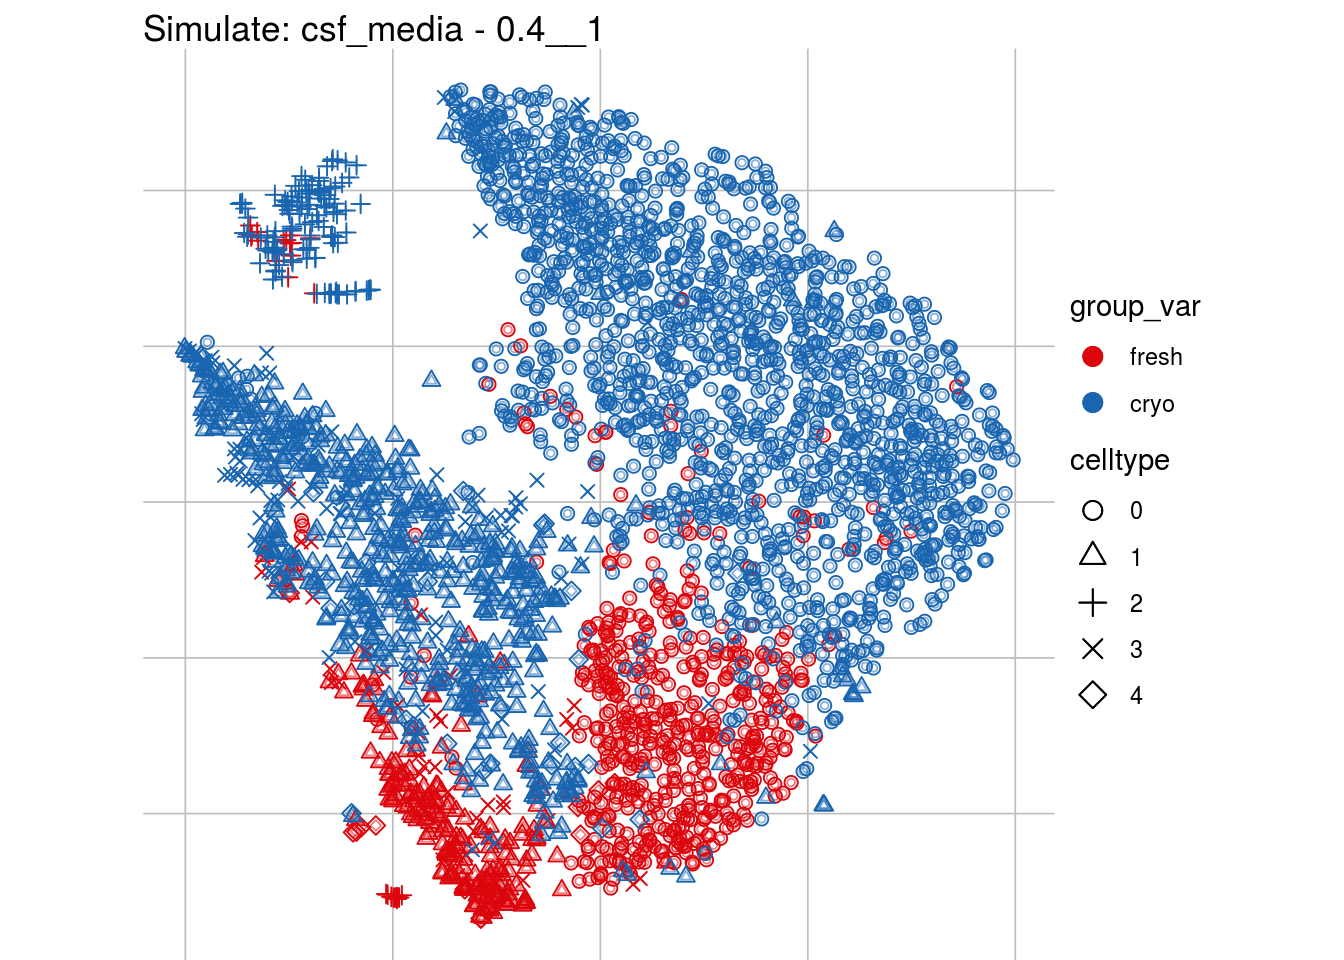 Simulate: csf_media - 0.4__1
group_var
fresh
cryo
celltype
0
1
2
3
4